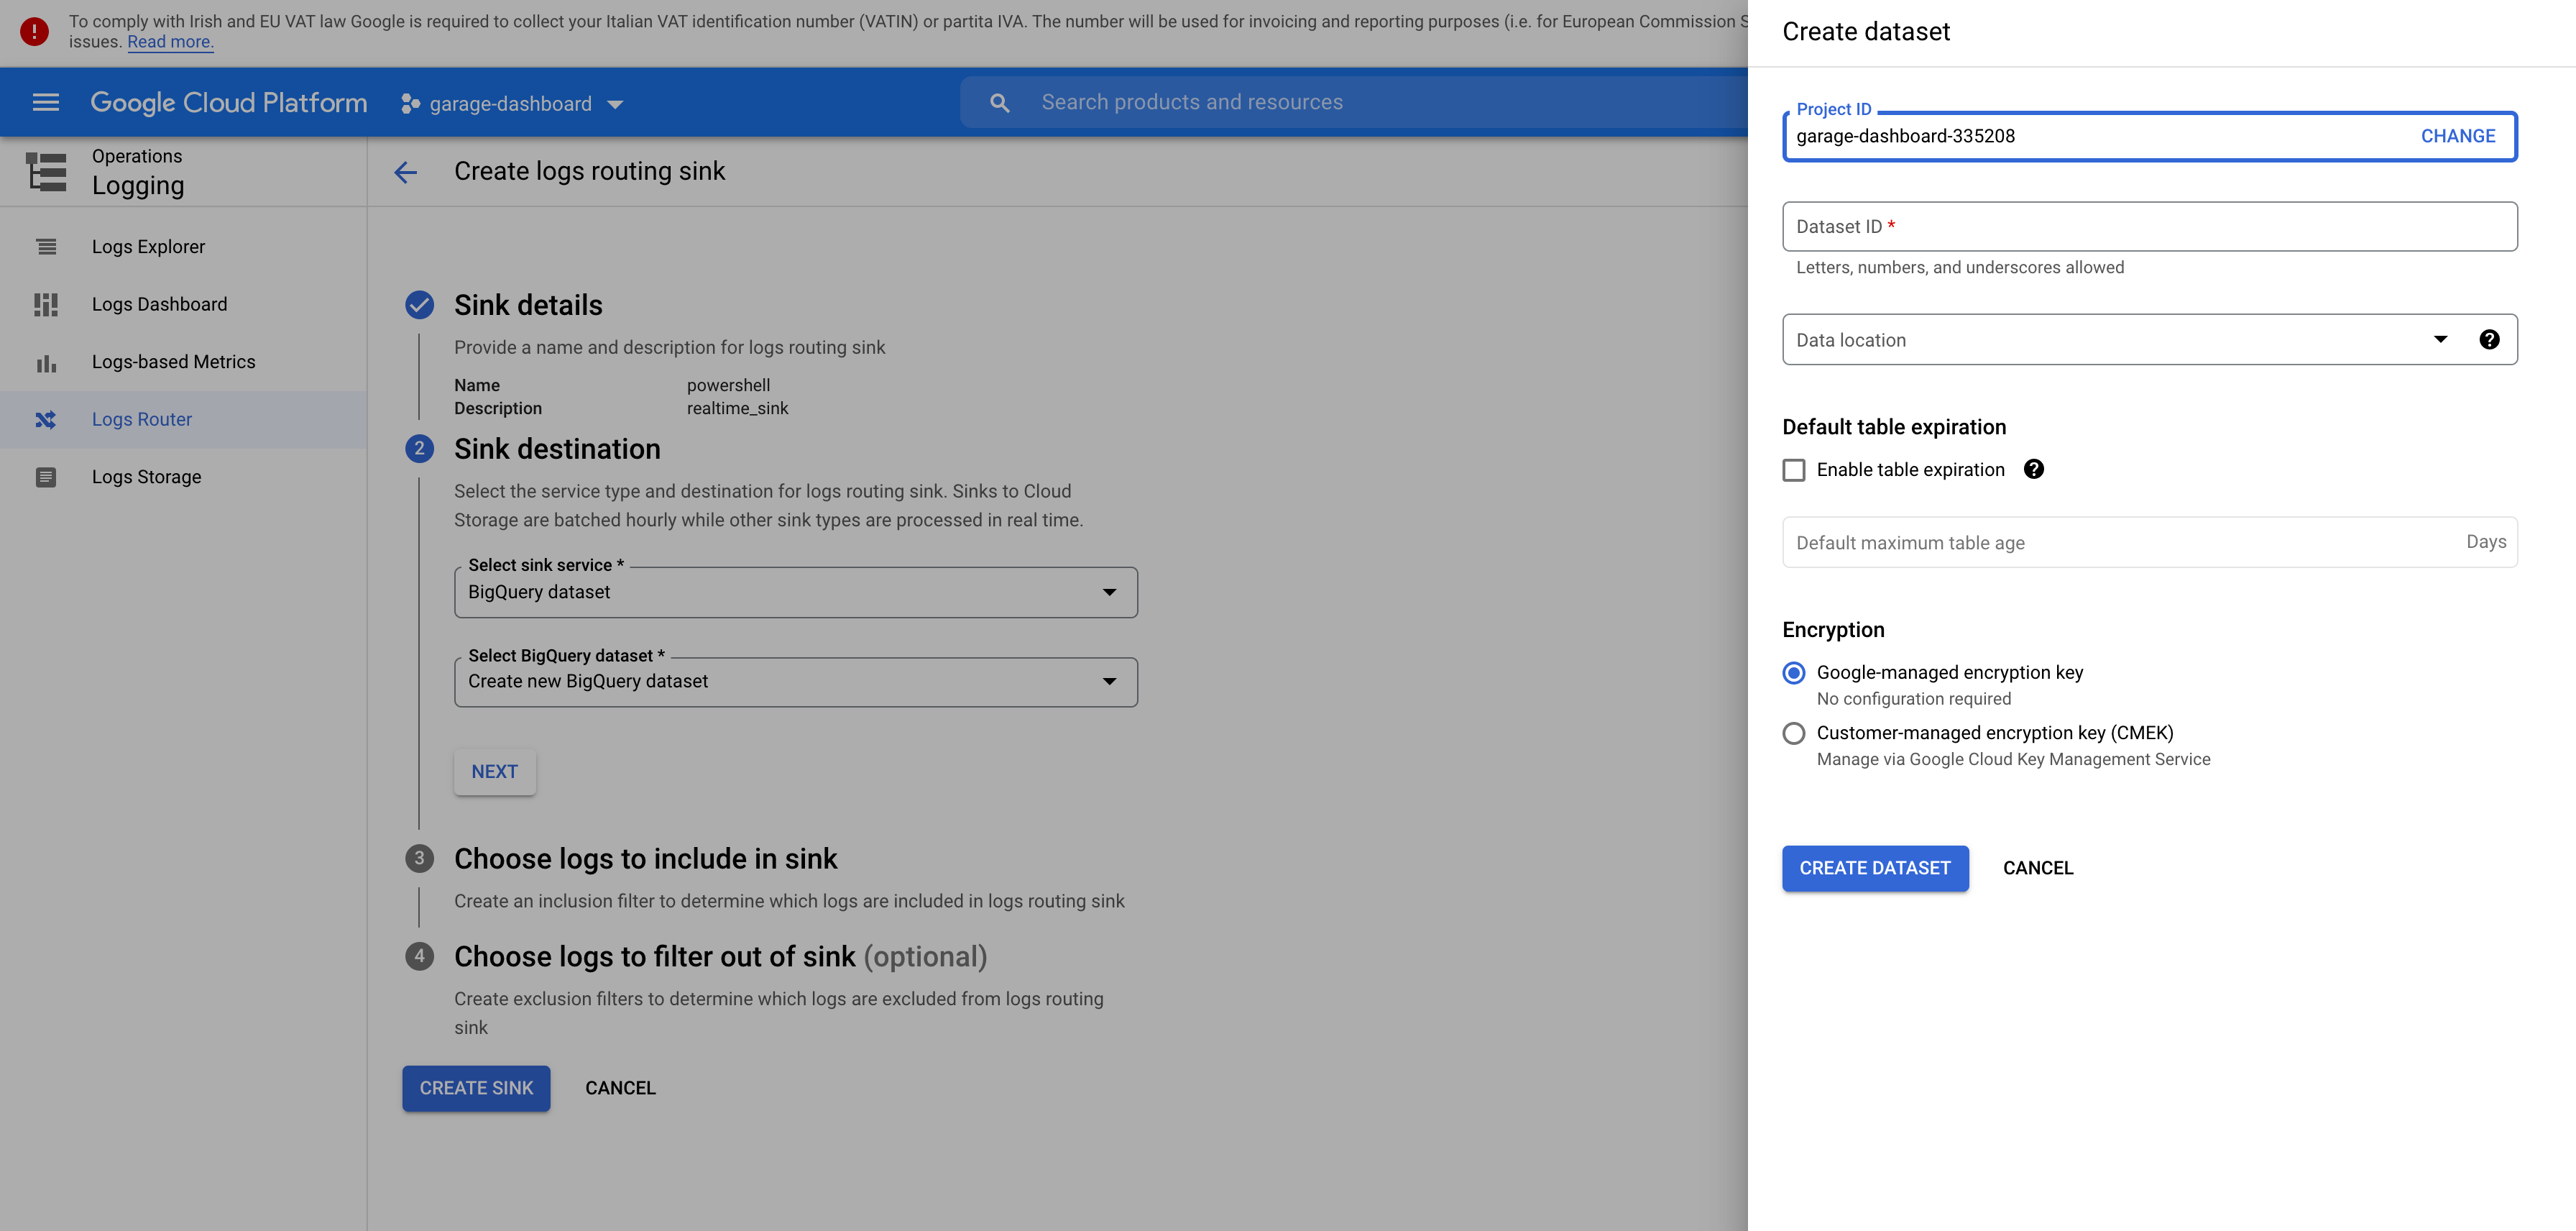 To comply with Irish and EU VAT law Google is required to collect your Italian VAT identification number (VATIN) or partita IVA. The number will be used for invoicing and reporting purposes (i.e. for European Commission S
issues. Read more.
Google Cloud Platform
garage-dashboard
Search products and resources
Operations
Logging
Logs Explorer
Logs Dashboard
Logs-based Metrics
Logs Router
Logs Storage
Create logs routing sink
Sink details
Provide a name and description for logs routing sink
Name powershell
Description realtime_sink
2 Sink destination
Select the service type and destination for logs routing sink. Sinks to Cloud
Storage are batched hourly while other sink types are processed in real time.
Select sink service *
BigQuery dataset
Select BigQuery dataset *
Create new BigQuery dataset
NEXT
3 Choose logs to include in sink
Create an inclusion filter to determine which logs are included in logs routing sink
4 Choose logs to filter out of sink (optional)
Create exclusion filters to determine which logs are excluded from logs routing
sink
CREATE SINK CANCEL
Create dataset
Project ID
garage-dashboard-335208 CHANGE
Dataset ID *
Letters, numbers, and underscores allowed
Data location
Default table expiration
Enable table expiration
Default maximum table age Days
Encryption
Google-managed encryption key
No configuration required
Customer-managed encryption key (CMEK)
Manage via Google Cloud Key Management Service
CREATE DATASET CANCEL